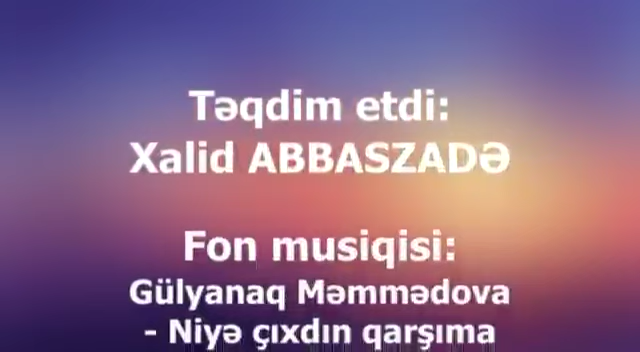 Təqdim etdi:
Xalid ABBASZADƏ
Fon musiqisi:
Gülyanaq Məmmədova
- Niyə çıxdın qarşıma